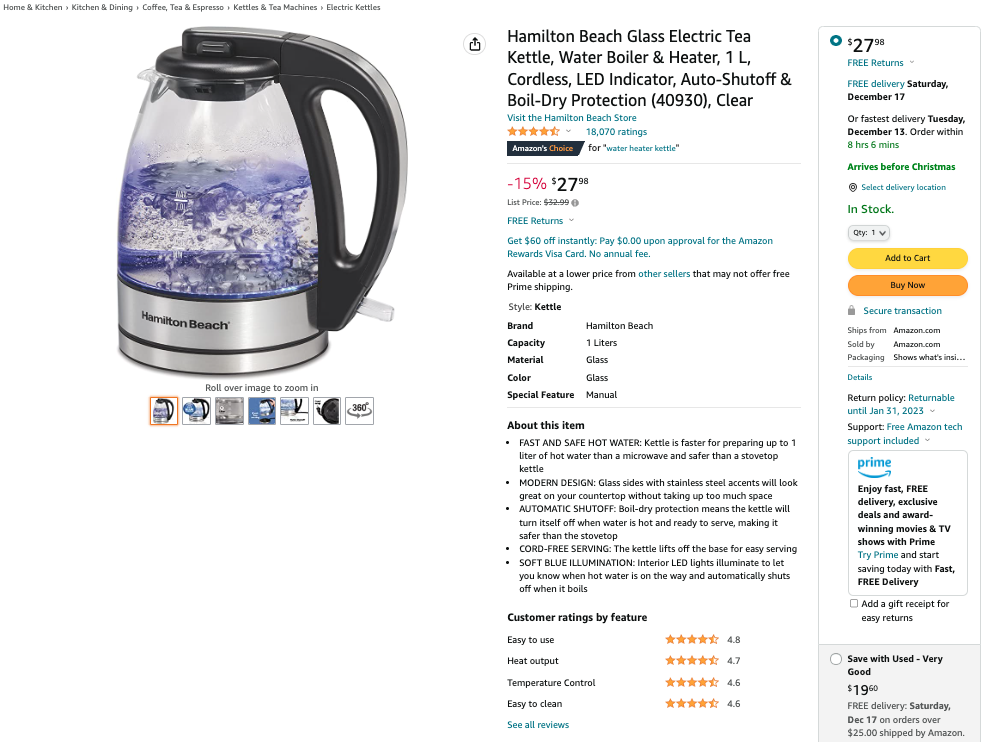 Home & Kitchen › Kitchen & Dining › Coffee, Tea & Espresso › Kettles & Tea Machines › Electric Kettles
Hamilton Beach
Roll over image to zoom in
360°
Hamilton Beach Glass Electric Tea
Kettle, Water Boiler & Heater, 1 L,
Cordless, LED Indicator, Auto-Shutoff &
Boil-Dry Protection (40930), Clear
Visit the Hamilton Beach Store
18,070 ratings
Amazon's Choice for "water heater kettle"
-15% $27 98
List Price: $32.99
FREE Returns
Get $60 off instantly: Pay $0.00 upon approval for the Amazon
Rewards Visa Card. No annual fee.
Available at a lower price from other sellers that may not offer free
Prime shipping.
Style: Kettle
Brand Hamilton Beach
Capacity 1 Liters
Material Glass
Color Glass
Special Feature Manual
About this item
• FAST AND SAFE HOT WATER: Kettle is faster for preparing up to 1
liter of hot water than a microwave and safer than a stovetop
kettle
• MODERN DESIGN: Glass sides with stainless steel accents will look
great on your countertop without taking up too much space
• AUTOMATIC SHUTOFF: Boil-dry protection means the kettle will
turn itself off when water is hot and ready to serve, making it
safer than the stovetop
• CORD-FREE SERVING: The kettle lifts off the base for easy serving
• SOFT BLUE ILLUMINATION: Interior LED lights illuminate to let
you know when hot water is on the way and automatically shuts
off when it boils
Customer ratings by feature
Easy to use 4.8
Heat output 4.7
Temperature Control 4.6
Easy to clean 4.6
See all reviews
$27 98
FREE Returns
FREE delivery Saturday,
December 17
Or fastest delivery Tuesday,
December 13. Order within
8 hrs 6 mins
Arrives before Christmas
Select delivery location
In Stock.
Qty: 1
Add to Cart
Buy Now
Secure transaction
Ships from Amazon.com
Sold by Amazon.com
Packaging Shows what's insi...
Details
Return policy: Returnable
until Jan 31, 2023
Support: Free Amazon tech
support included
prime
Enjoy fast, FREE
delivery, exclusive
deals and award-
winning movies & TV
shows with Prime
Try Prime and start
saving today with Fast,
FREE Delivery
Add a gift receipt for
easy returns
Save with Used - Very
Good
$19 60
FREE delivery: Saturday,
Dec 17 on orders over
$25.00 shipped by Amazon.